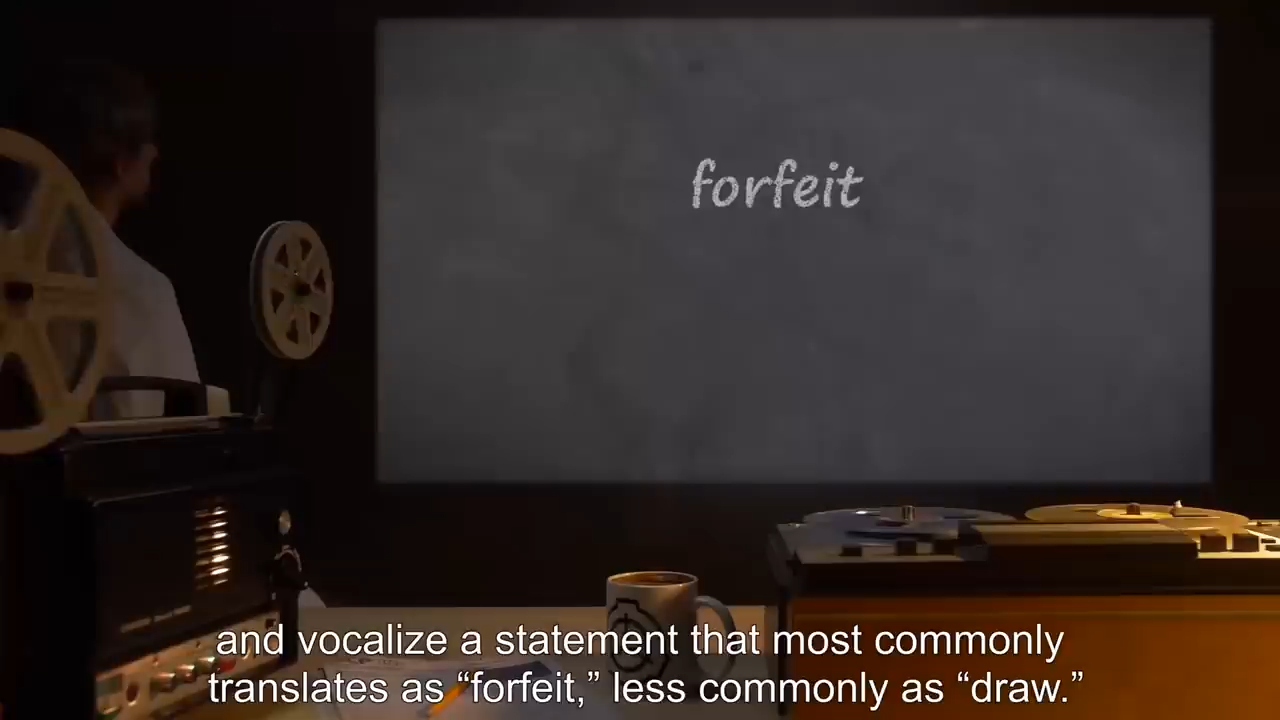 forfeit
and vocalize a statement that most commonly
translates as “forfeit,” less commonly as “draw.”